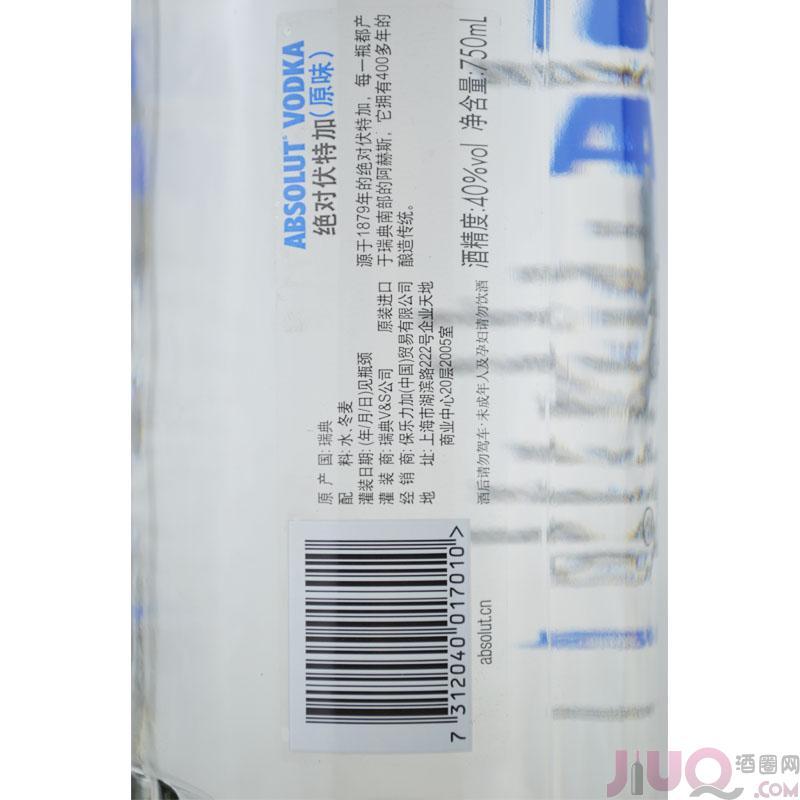 ABSOLUT VODKA
绝对伏特加(原味)
源于1879年的绝对伏特加，每一瓶都产
于瑞典南部的阿赫斯，它拥有400多年的
酿造传统。
酒精度:40%vol 净含量:750mL
原 产 国: 瑞典
配 料: 水、冬麦
灌装日期: (年/月/日)见瓶颈
灌 装 商: 瑞典V&S公司 原装进口
经 销 商: 保乐力加(中国)贸易有限公司
地 址: 上海市湖滨路222号企业天地
商业中心20层2005室
酒后请勿驾车·未成年人及孕妇请勿饮酒
7 312040 017010 >
absolut.cn
JIUQ 酒圈网
.com